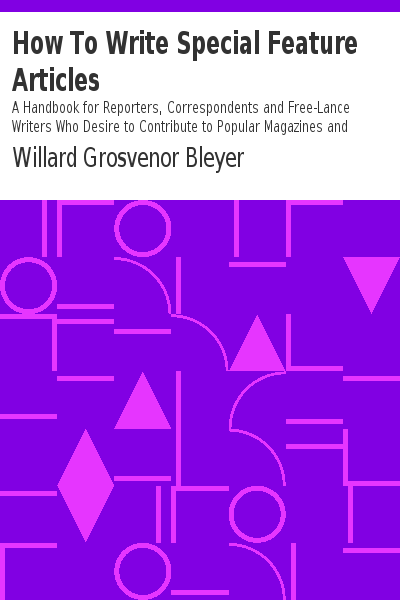 How To Write Special Feature
Articles
A Handbook for Reporters, Correspondents and Free-Lance
Writers Who Desire to Contribute to Popular Magazines and
Willard Grosvenor Bleyer